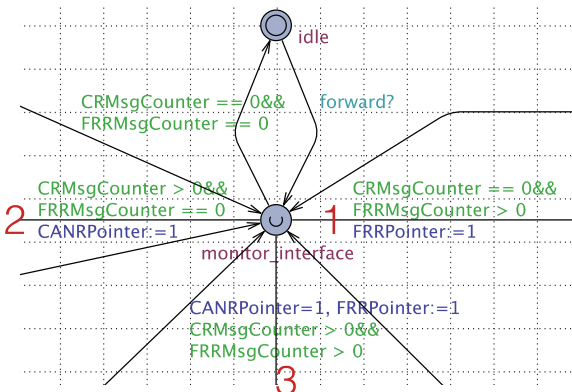 idle
CRMsgCounter == 0&&
FRRMsgCounter == 0
forward?
CRMsgCounter > 0&&
FRRMsgCounter == 0
CANRPointer:=1
2
CRMsgCounter == 0&&
FRRMsgCounter > 0
FRRPointer:=1
1
monitor_interface
CANRPointer=1, FRRPointer:=1
CRMsgCounter > 0&&
FRRMsgCounter > 0
3